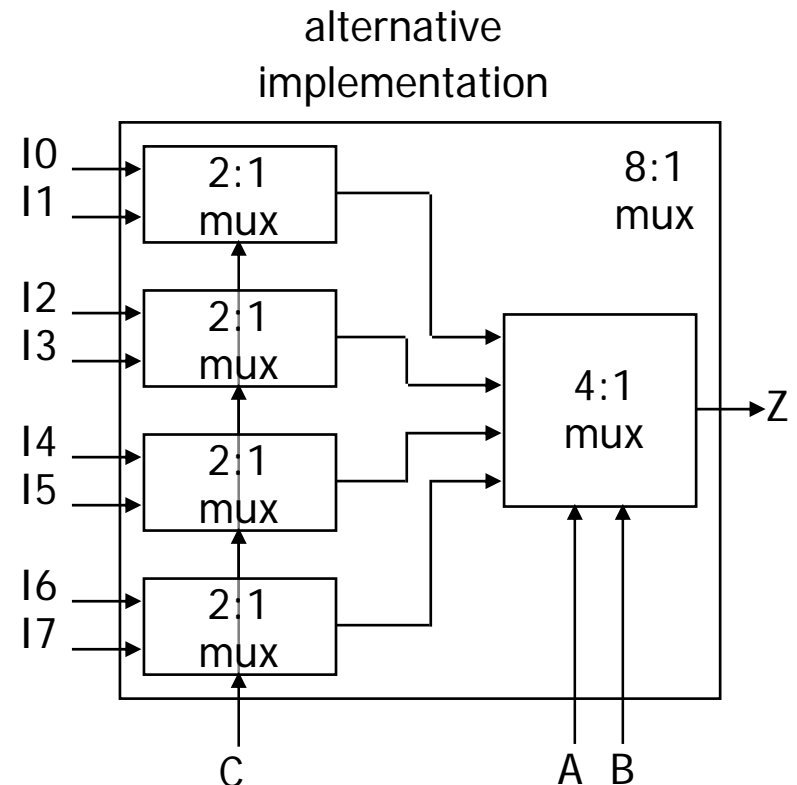 alternative
implementation
I0
I1
2:1
mux
8:1
mux
I2
I3
2:1
mux
4:1
mux
Z
I4
I5
2:1
mux
I6
I7
2:1
mux
C
A B